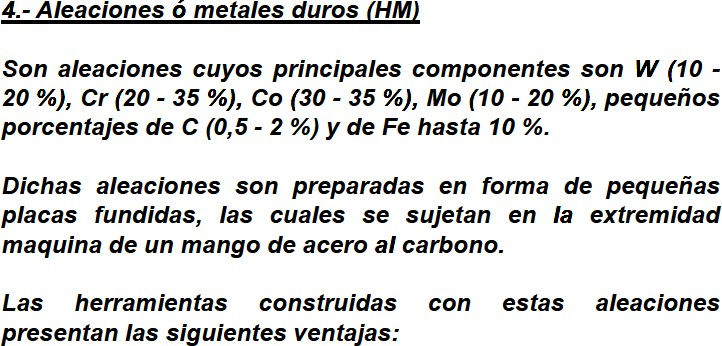 4.- Aleaciones ó metales duros (HM)
Son aleaciones cuyos principales componentes son W (10 -
20 %), Cr (20 - 35 %), Co (30 - 35 %), Mo (10 - 20 %), pequeños
porcentajes de C (0,5 - 2 %) y de Fe hasta 10 %.
Dichas aleaciones son preparadas en forma de pequeñas
placas fundidas, las cuales se sujetan en la extremidad
maquina de un mango de acero al carbono.
Las herramientas construidas con estas aleaciones
presentan las siguientes ventajas: